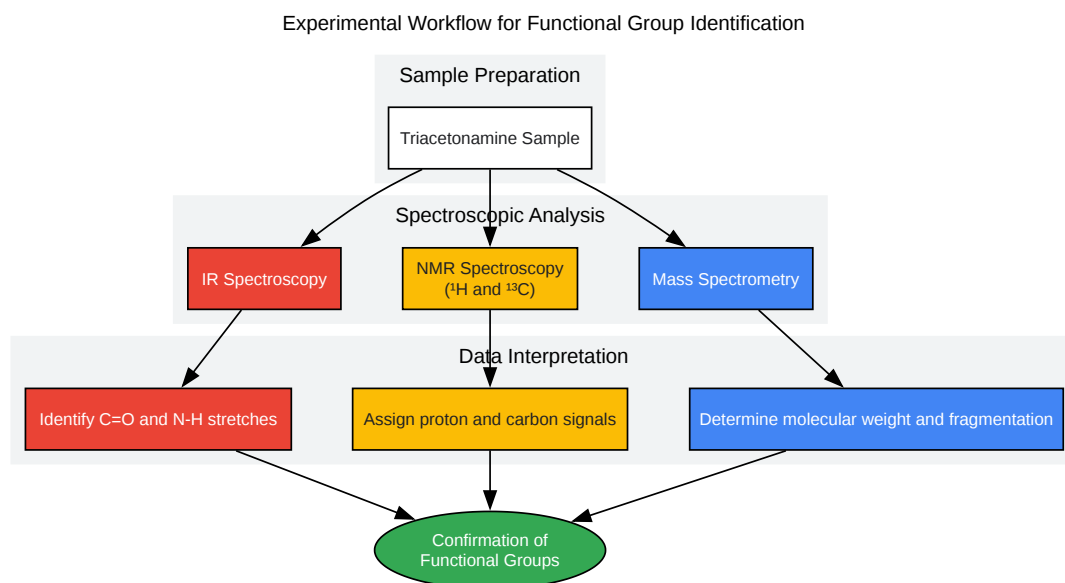 Experimental Workflow for Functional Group Identification
Sample Preparation
Triacetonamine Sample
Spectroscopic Analysis
IR Spectroscopy
NMR Spectroscopy
(¹H and ¹³C)
Mass Spectrometry
Data Interpretation
Identify C=O and N-H stretches
Assign proton and carbon signals
Determine molecular weight and fragmentation
Confirmation of
Functional Groups